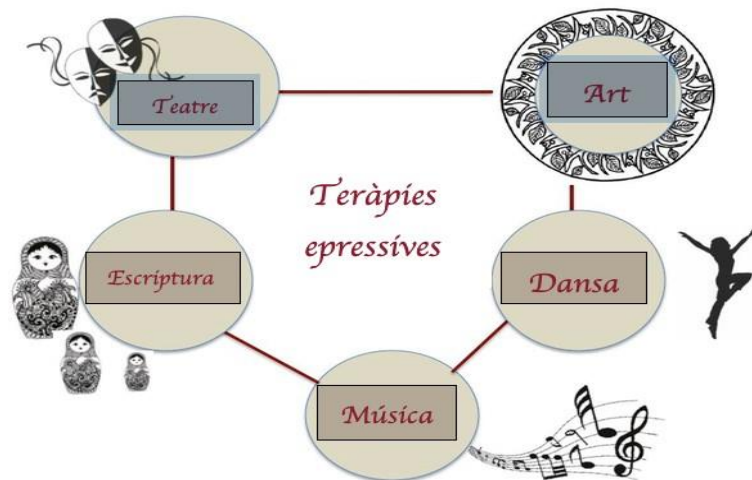 Teatre
Art
Teràpies
epressives
Escriptura
Dansa
Música